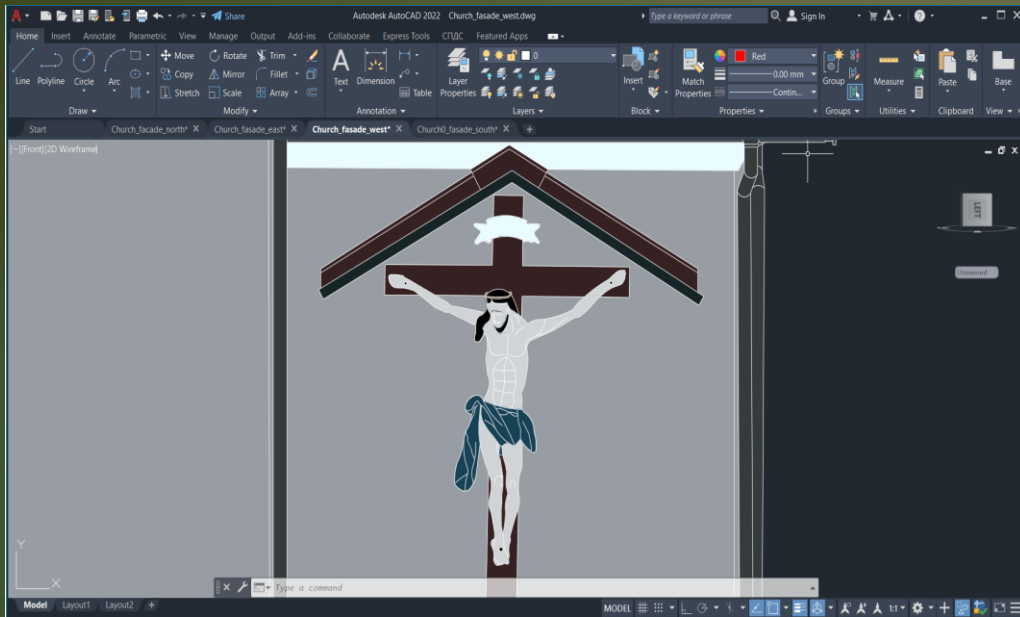 A Share Autodesk AutoCAD 2022 Church_fasade_west.dwg Type a keyword or phrase Sign In
Home Insert Annotate Parametric View Manage Output Add-ins Collaborate Express Tools СПДС Featured Apps
Line Polyline Circle Arc Move Rotate Trim Text Dimension Layer Properties 0 Insert Match Properties Red Group Measure Paste Base
Copy Mirror Fillet 0.00 mm
Stretch Scale Array Table Contin...
Draw Modify Annotation Layers Block Properties Groups Utilities Clipboard View
Start Church_facade_north* Church_fasade_east* Church_fasade_west* Church0_fasade_south*
[−][Front][2D Wireframe]
LEFT
Unnamed
Y
X
Type a command
Model Layout1 Layout2 MODEL 1:1